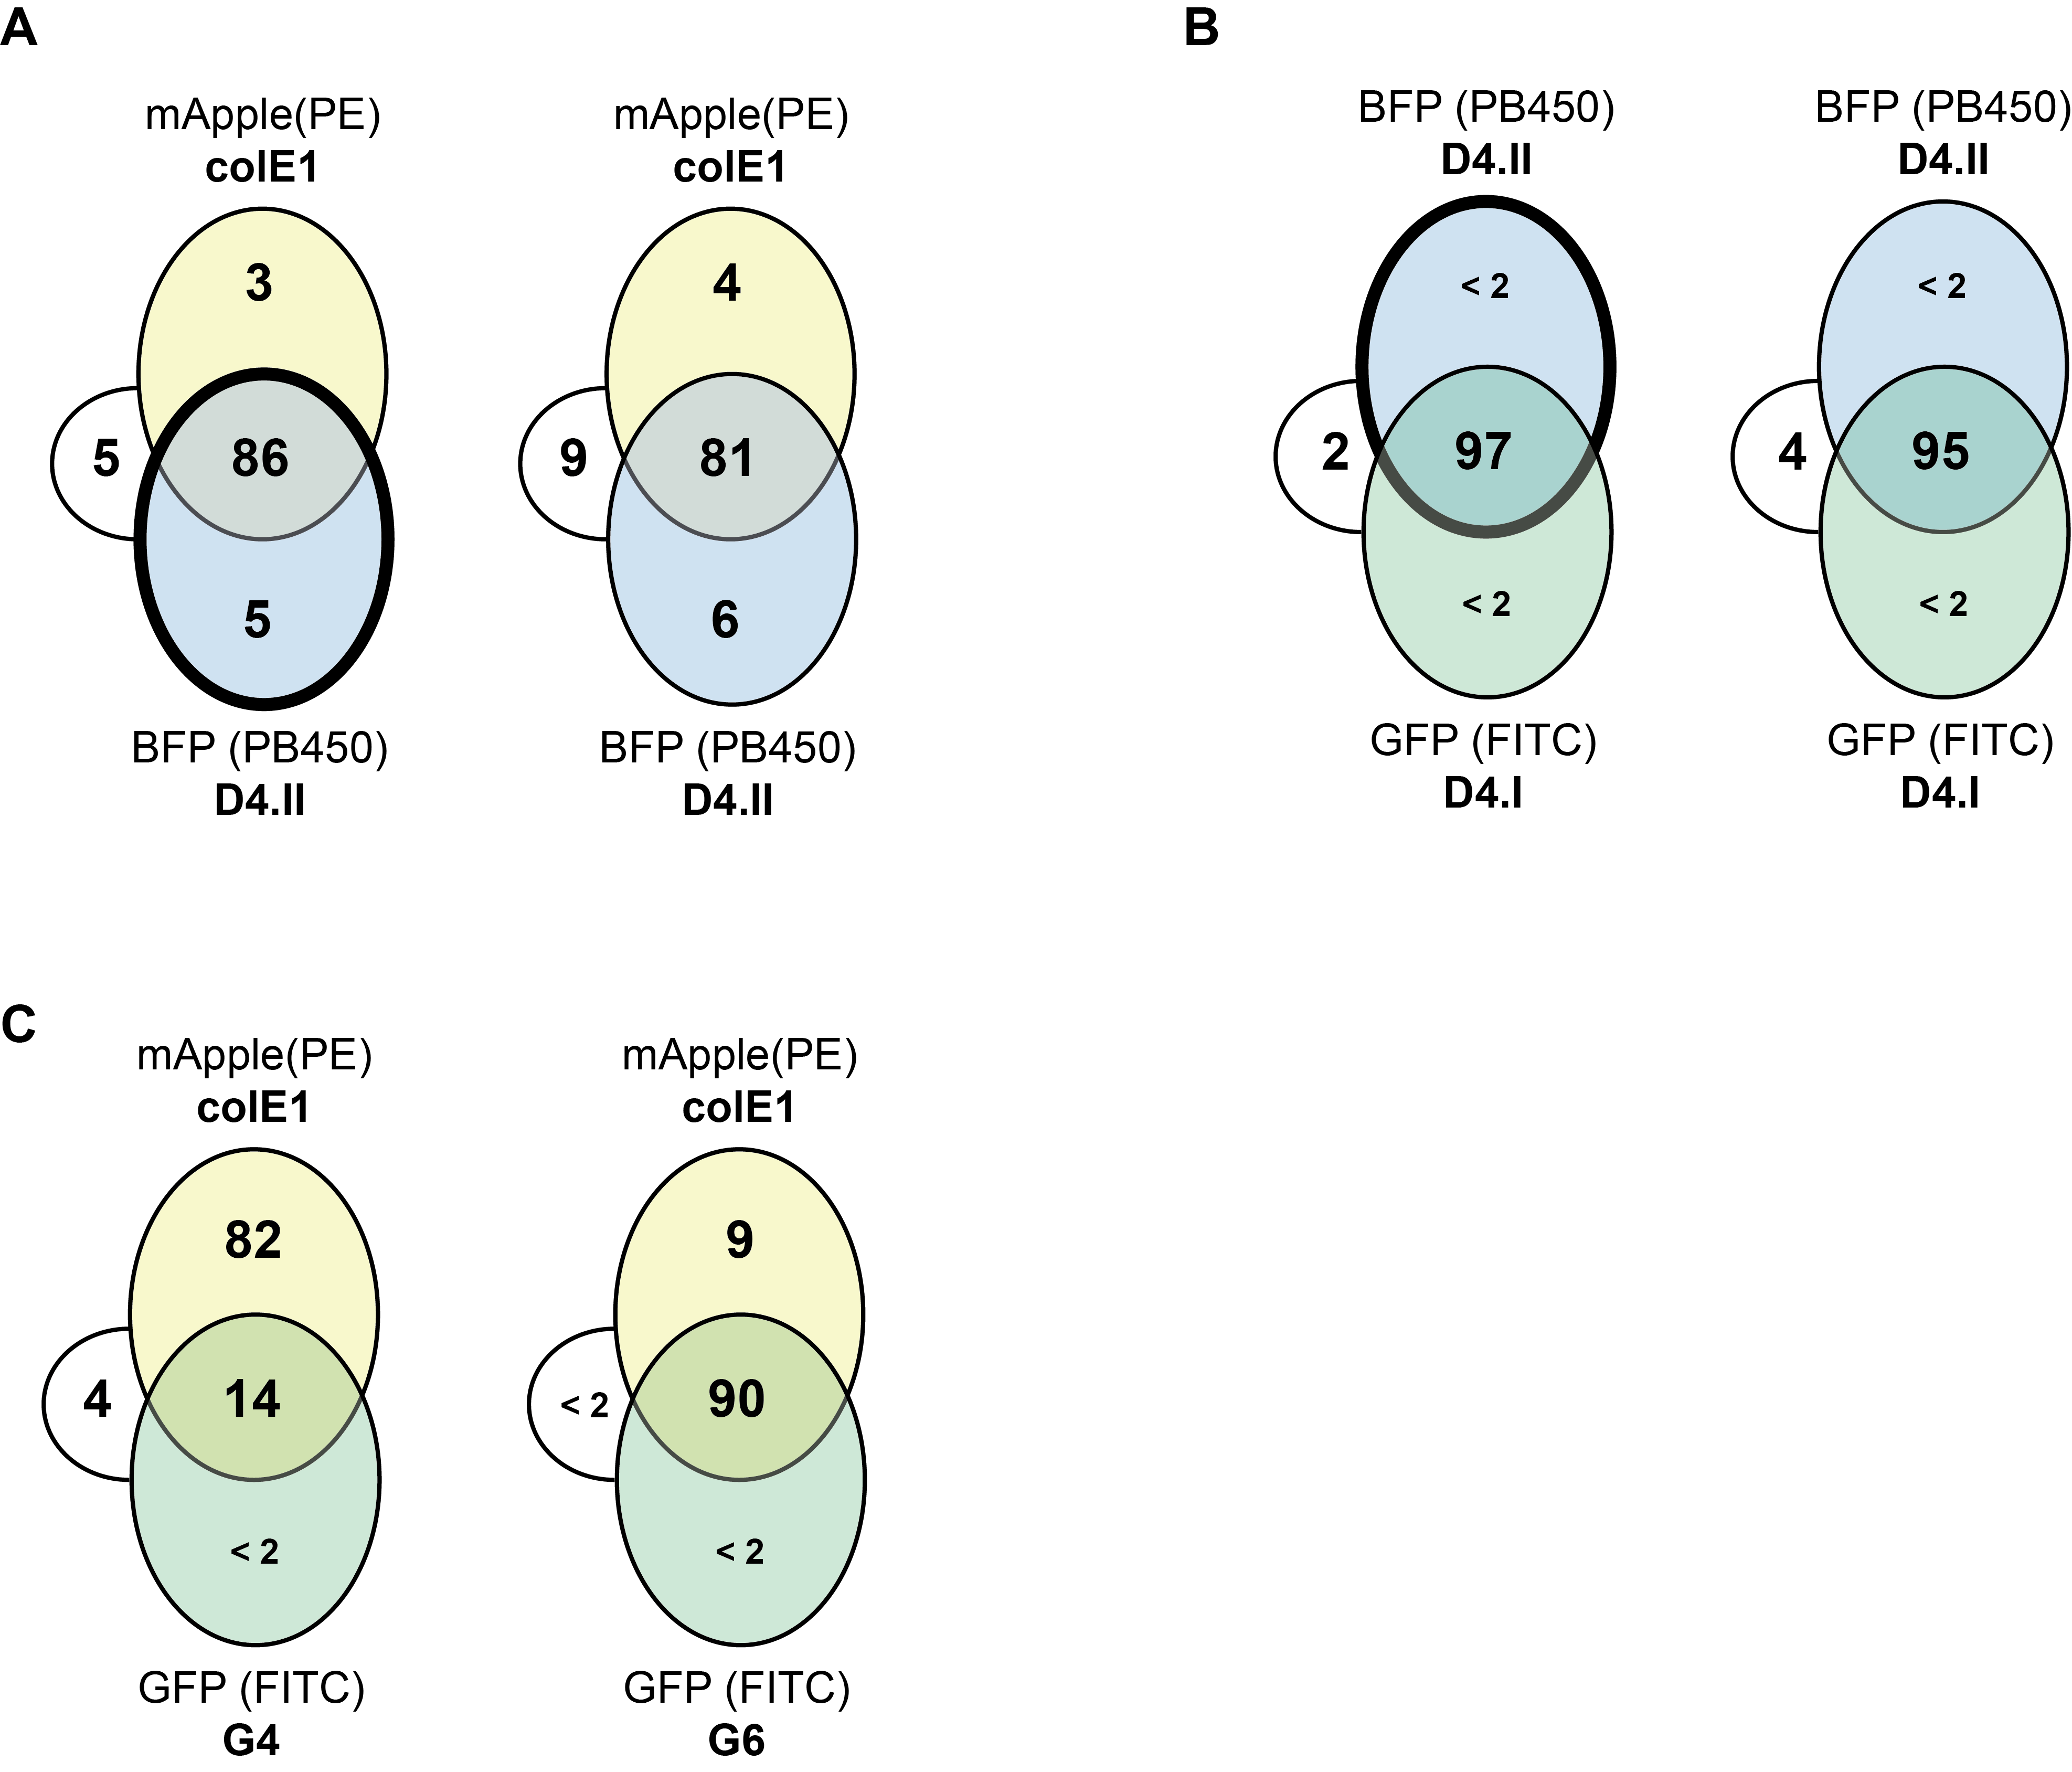 A
mApple(PE)
colE1
3
5
86
5
BFP (PB450)
D4.II
mApple(PE)
colE1
4
9
81
6
BFP (PB450)
D4.II
B
BFP (PB450)
D4.II
< 2
2
97
< 2
GFP (FITC)
D4.I
BFP (PB450)
D4.II
< 2
4
95
< 2
GFP (FITC)
D4.I
C
mApple(PE)
colE1
82
4
14
< 2
GFP (FITC)
G4
mApple(PE)
colE1
9
< 2
90
< 2
GFP (FITC)
G6